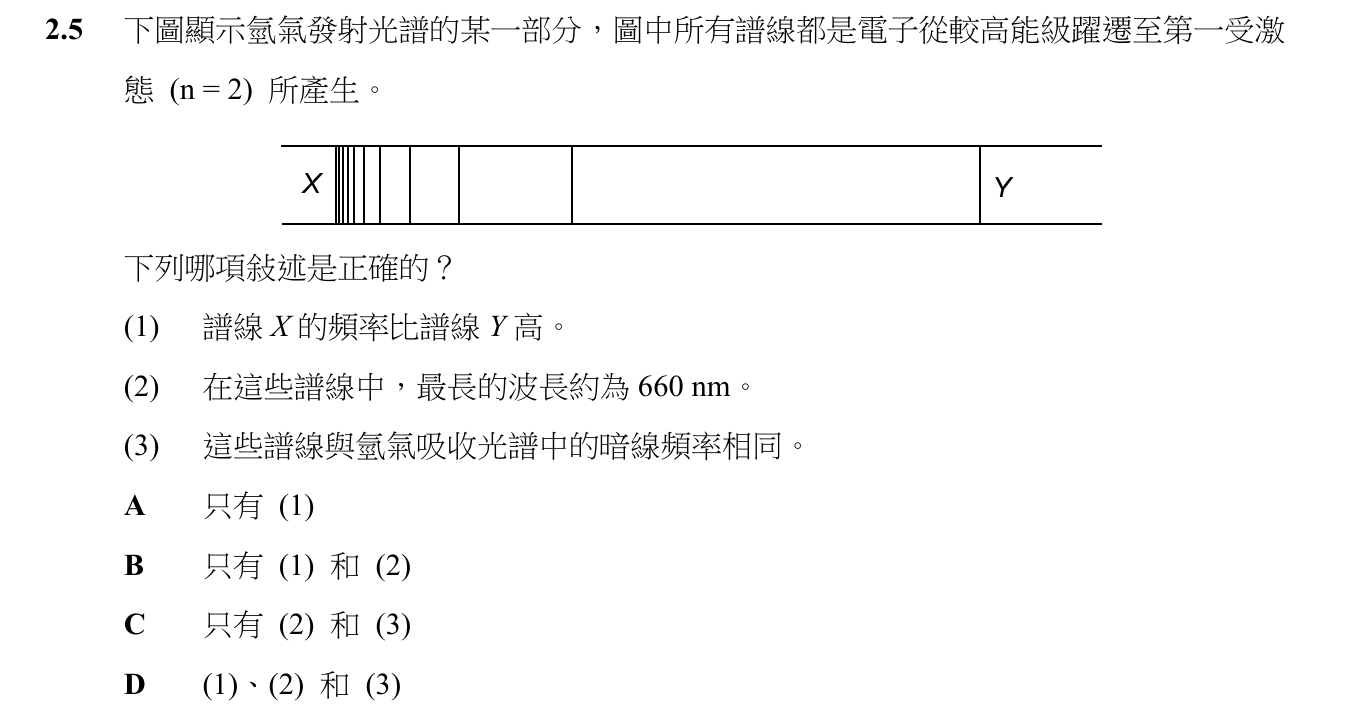 2.5 下圖顯示氫氣發射光譜的某一部分，圖中所有譜線都是電子從較高能級躍遷至第一受激
態 (n = 2) 所產生。
X Y
下列哪項敍述是正確的？
(1) 譜線 X 的頻率比譜線 Y 高。
(2) 在這些譜線中，最長的波長約為 660 nm。
(3) 這些譜線與氫氣吸收光譜中的暗線頻率相同。
A 只有 (1)
B 只有 (1) 和 (2)
C 只有 (2) 和 (3)
D (1)、(2) 和 (3)